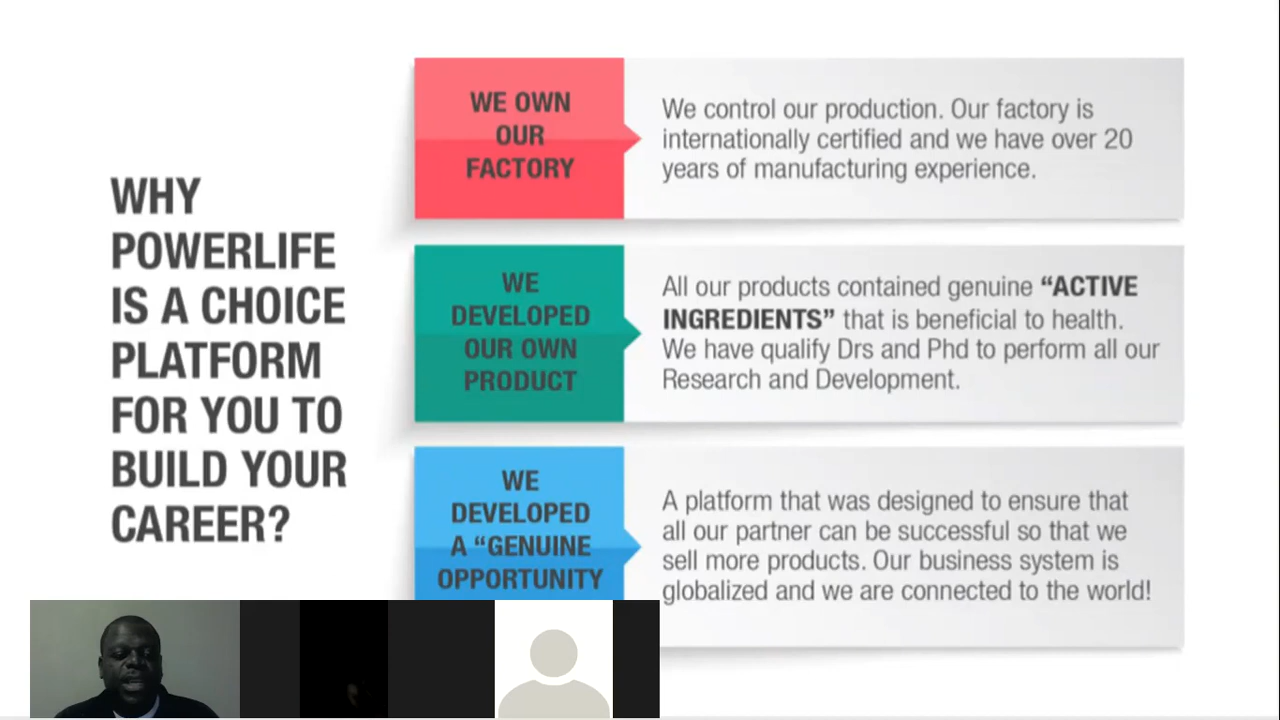 WHY
POWERLIFE
IS A CHOICE
PLATFORM
FOR YOU TO
BUILD YOUR
CAREER?
WE OWN
OUR
FACTORY
We control our production. Our factory is
internationally certified and we have over 20
years of manufacturing experience.
WE
DEVELOPED
OUR OWN
PRODUCT
All our products contained genuine “ACTIVE
INGREDIENTS” that is beneficial to health.
We have qualify Drs and Phd to perform all our
Research and Development.
WE
DEVELOPED
A “GENUINE
OPPORTUNITY
A platform that was designed to ensure that
all our partner can be successful so that we
sell more products. Our business system is
globalized and we are connected to the world!